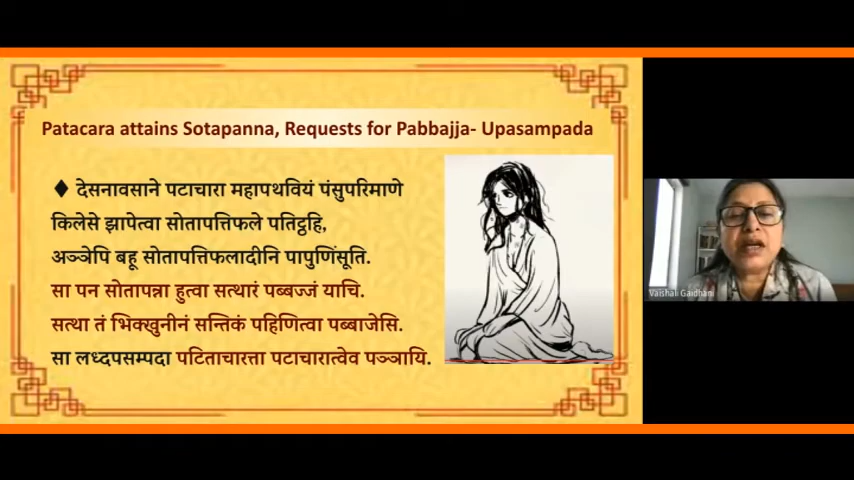 Patacara attains Sotapanna, Requests for Pabbajja- Upasampada
♦ देसनावसाने पटाचारा महापथवियं पंसुपरिमाणे
किलेसे झापेत्वा सोतापत्तिफले पतिट्ठहि,
अञ्ञेपि बहू सोतापत्तिफलादीनि पापुणिंसूति.
सा पन सोतापन्ना हुत्वा सत्थारं पब्बज्जं याचि.
सत्था तं भिक्खुनीनं सन्तिकं पहिणित्वा पब्बाजेसि.
सा लध्दपसम्पदा पटिताचारत्ता पटाचारात्वेव पञ्ञायि.
Vaishali Gaidhani